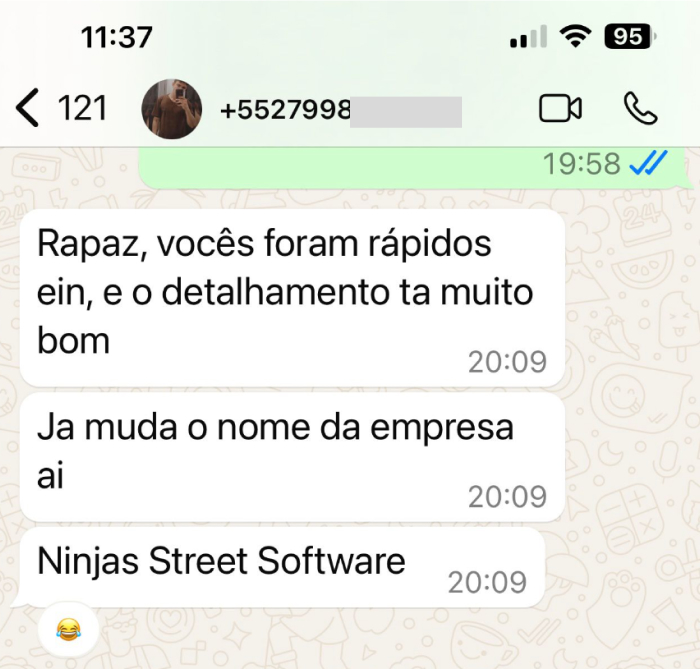 11:37
95
121
+5527998
19:58
Rapaz, vocês foram rápidos
ein, e o detalhamento ta muito
bom
20:09
Ja muda o nome da empresa
ai
20:09
Ninjas Street Software
20:09